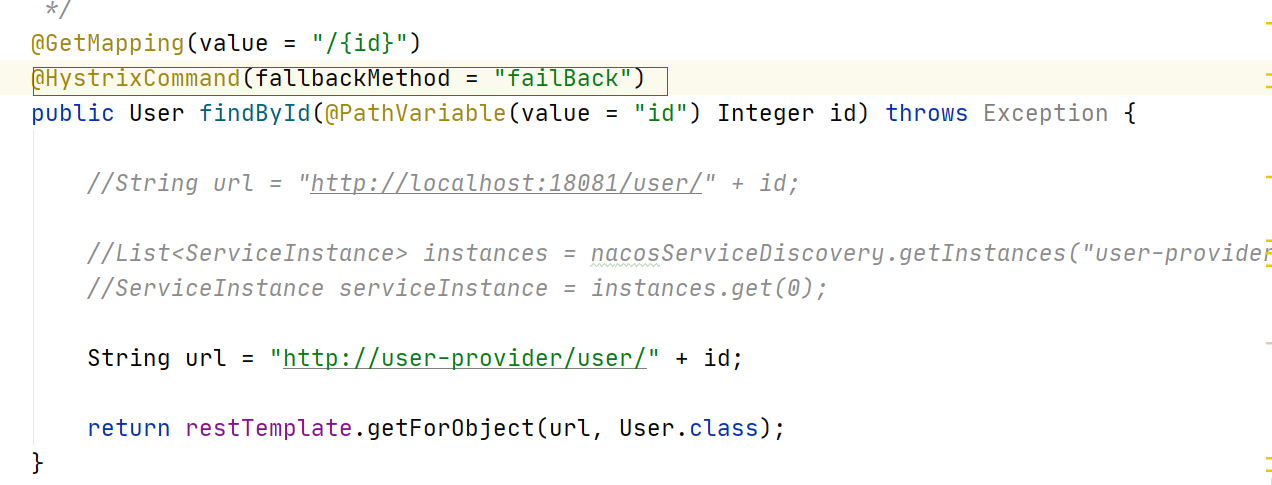 */
@GetMapping(value = "/{id}")
@HystrixCommand(fallbackMethod = "failBack")
public User findById(@PathVariable(value = "id") Integer id) throws Exception {
//String url = "http://localhost:18081/user/" + id;
//List<ServiceInstance> instances = nacosServiceDiscovery.getInstances("user-provider
//ServiceInstance serviceInstance = instances.get(0);
String url = "http://user-provider/user/" + id;
return restTemplate.getForObject(url, User.class);
}